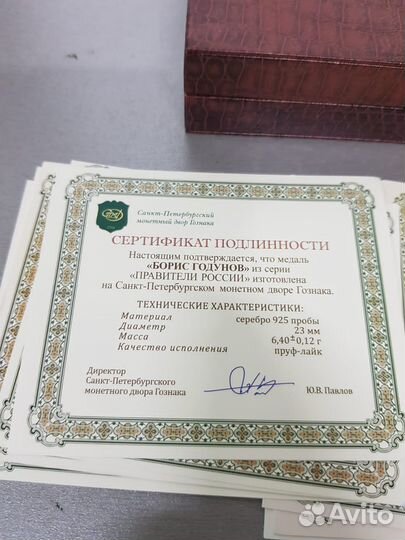 Санкт-Петербургский
монетный двор Гознака
СЕРТИФИКАТ ПОДЛИННОСТИ
Настоящим подтверждается, что медаль
«БОРИС ГОДУНОВ» из серии
«ПРАВИТЕЛИ РОССИИ» изготовлена
на Санкт-Петербургском монетном дворе Гознака.
ТЕХНИЧЕСКИЕ ХАРАКТЕРИСТИКИ:
Материал серебро 925 пробы
Диаметр 23 мм
Масса 6,40±0,12 г
Качество исполнения пруф-лайк
Директор
Санкт-Петербургского
монетного двора Гознака
Ю.В. Павлов
Avito